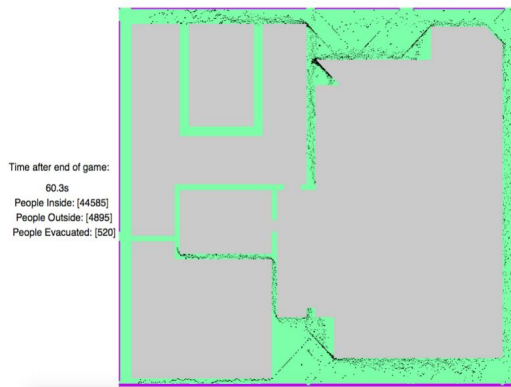 Time after end of game:
60.3s
People Inside: [44585]
People Outside: [4895]
People Evacuated: [520]